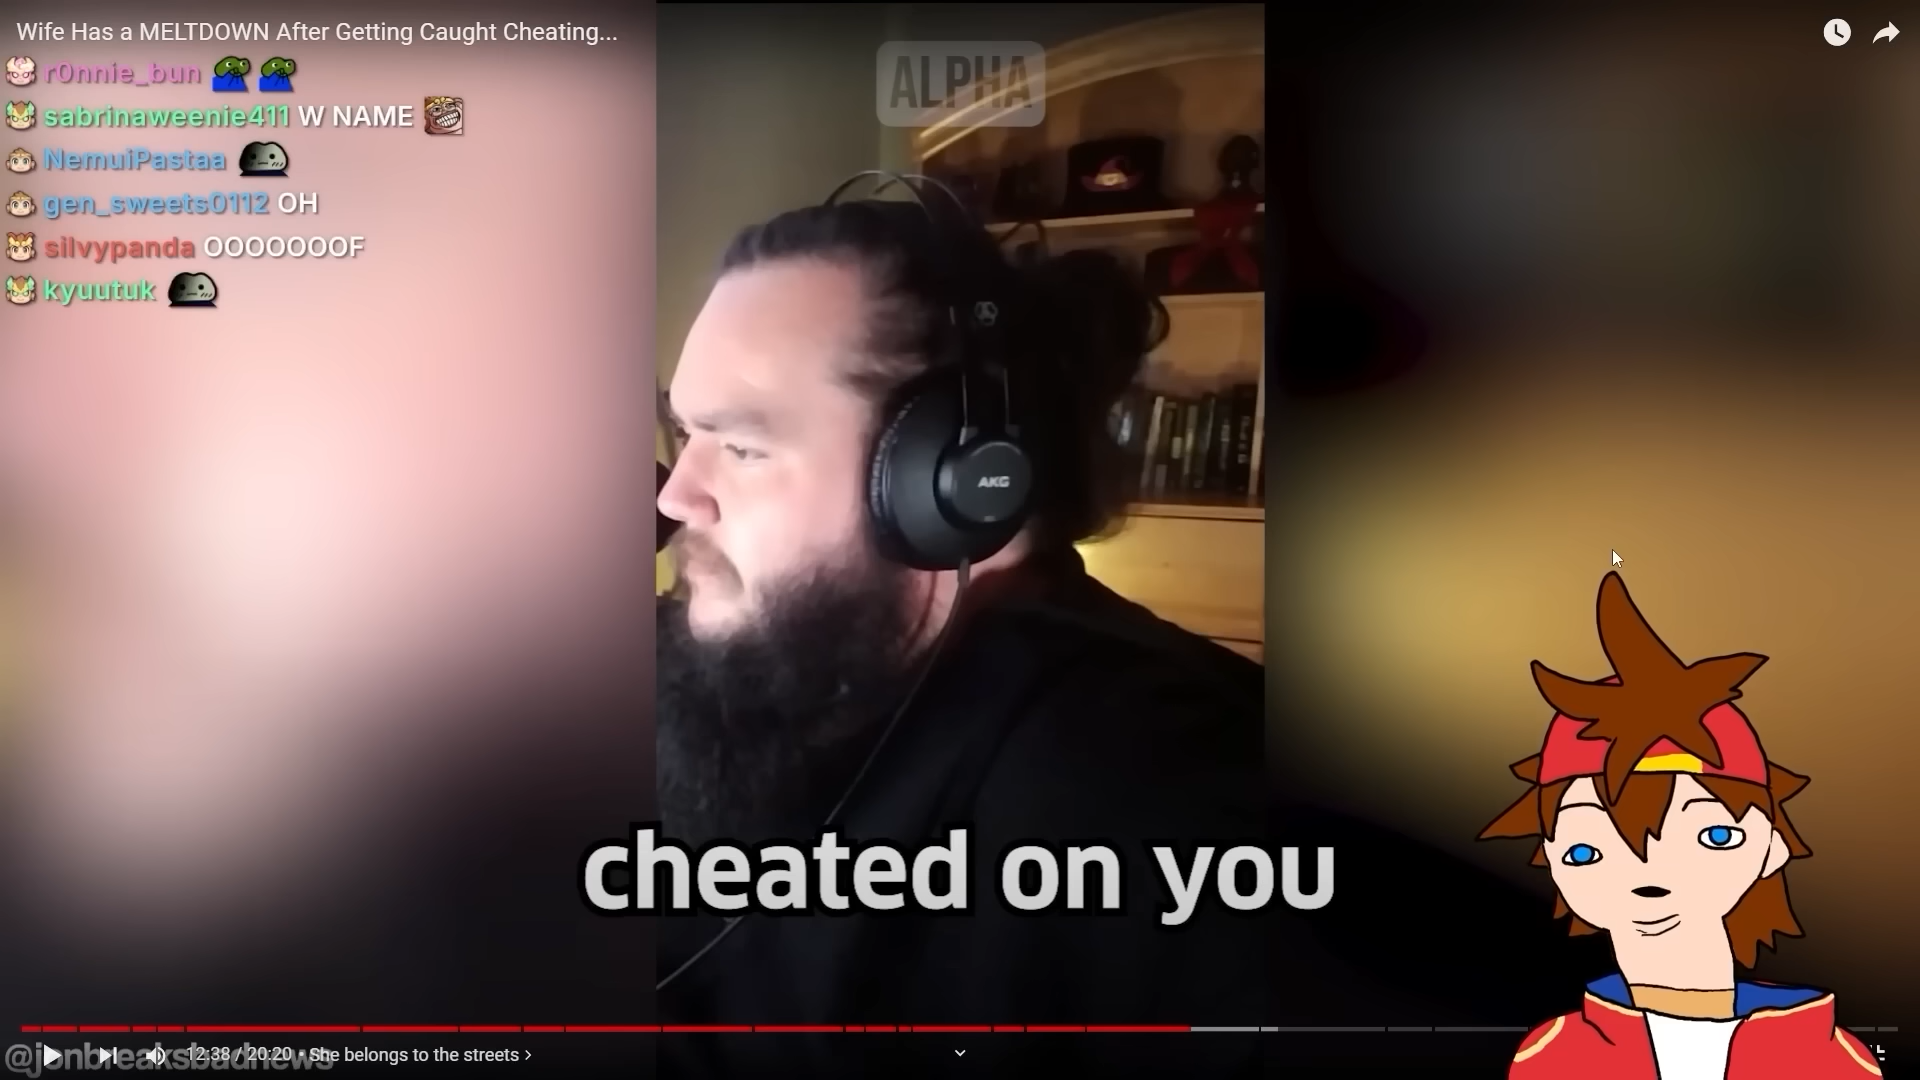 Wife Has a MELTDOWN After Getting Caught Cheating...
r0nnie_bun
sabrinaweenie411 W NAME
NemuiPastaa
gen_sweets0112 OH
silvypanda OOOOOOOF
kyuutuk
ALPHA
AKG
cheated on you
@jonbreaksbadnews
12:38 / 20:20 • She belongs to the streets >